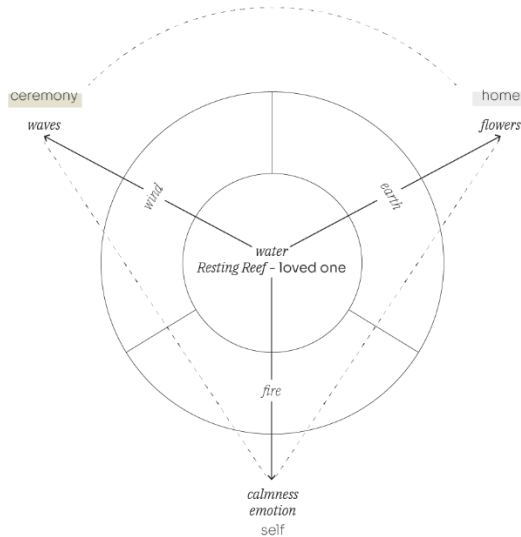 ceremony
home
waves
flowers
wind
earth
water
Resting Reef - loved one
fire
calmness
emotion
self